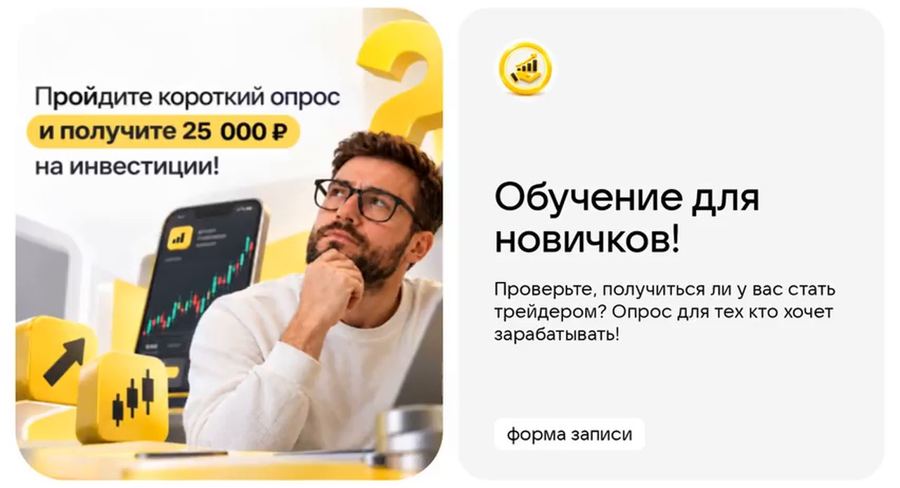 Пройдите короткий опрос
и получите 25 000 ₽
на инвестиции!
Обучение для
новичков!
Проверьте, получиться ли у вас стать
трейдером? Опрос для тех кто хочет
зарабатывать!
форма записи